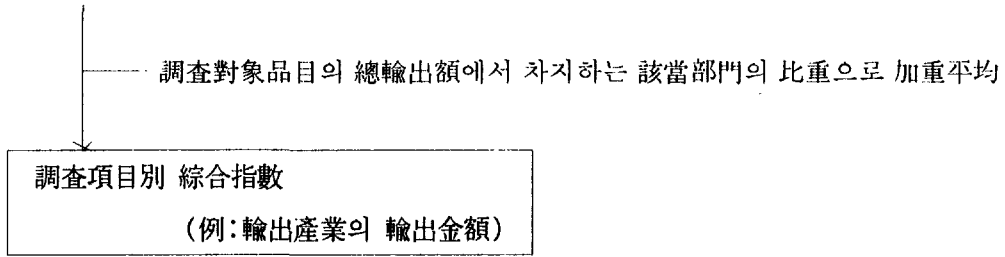 調査對象品目의 總輸出額에서 차지하는 該當部門의 比重으로 加重平均
調査項目別 綜合指數
(例:輸出產業의 輸出金額)